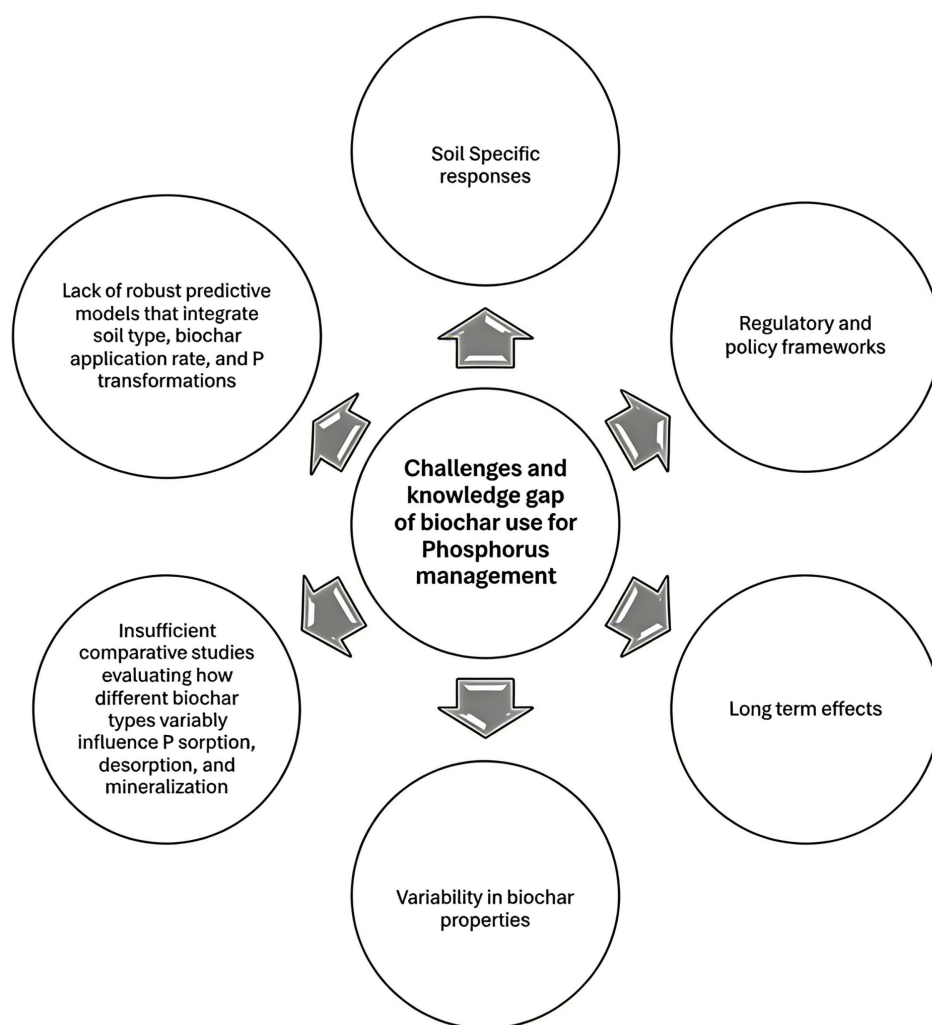 Soil Specific
responses
Regulatory and
policy frameworks
Long term effects
Variability in biochar
properties
Insufficient
comparative studies
evaluating how
different biochar
types variably
influence P sorption,
desorption, and
mineralization
Lack of robust predictive
models that integrate
soil type, biochar
application rate, and P
transformations
Challenges and
knowledge gap
of biochar use for
Phosphorus
management